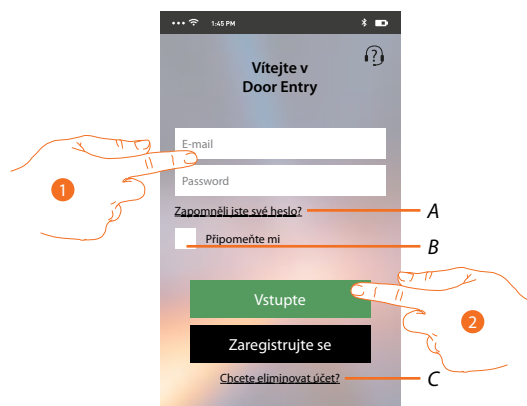 1:45 PM
?
Vítejte v
Door Entry
E-mail
1
Password
Zapomněli jste své heslo?
A
Připomeňte mi
B
Vstupte
2
Zaregistrujte se
Chcete eliminovat účet?
C